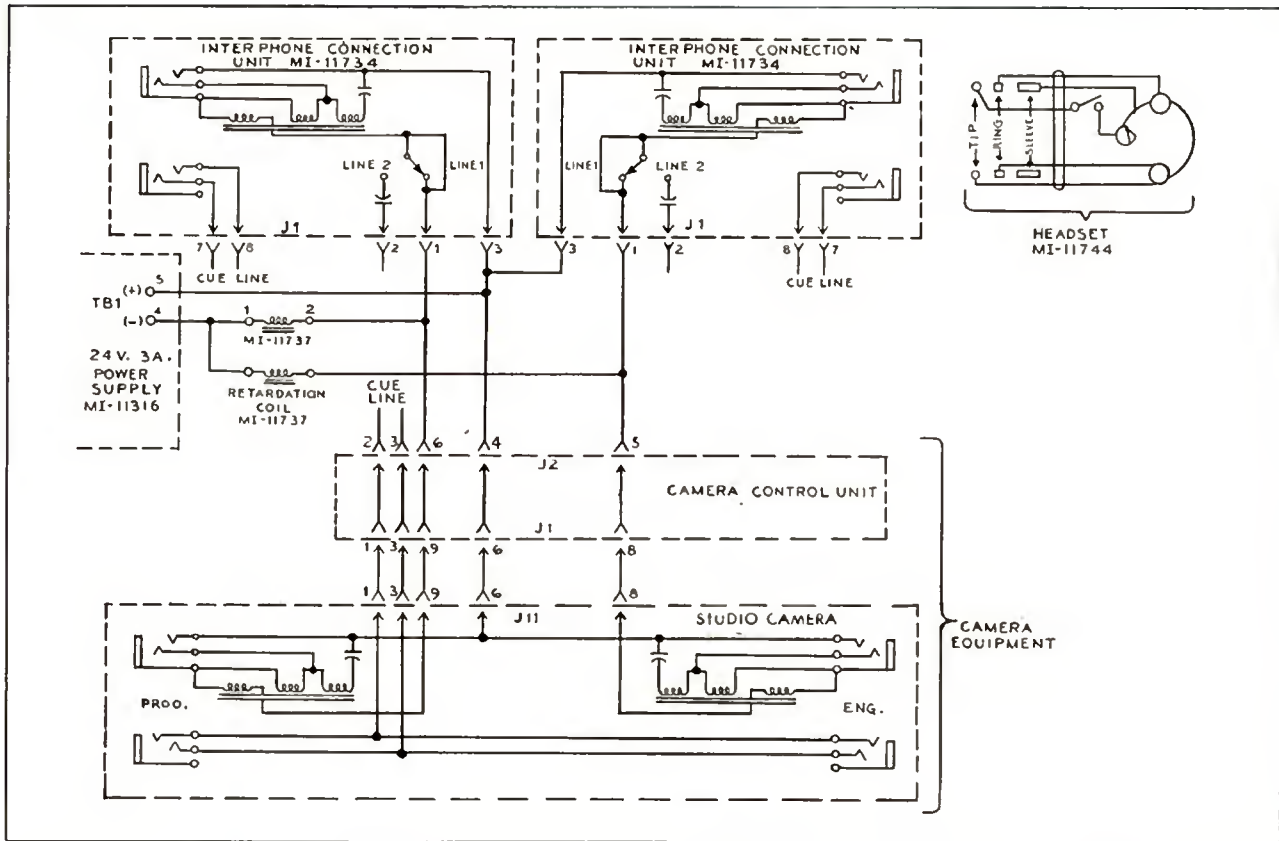 INTERPHONE CONNECTION
UNIT MI-11734
LINE 2
LINE 1
J1
7
8
2
1
3
CUE LINE
INTERPHONE CONNECTION
UNIT MI-11734
LINE 1
LINE 2
J1
3
1
2
8
7
CUE LINE
TIP
RING
SLEEVE
HEADSET
MI-11744
TB1
(+)
5
(-)
4
24V. 3A.
POWER
SUPPLY
MI-11316
1
2
MI-11737
RETARDATION
COIL
MI-11737
CUE
LINE
2
3
6
4
5
J2
CAMERA CONTROL UNIT
J1
1
3
9
6
8
1
3
9
6
8
J11
STUDIO CAMERA
PROD.
ENG.
CAMERA
EQUIPMENT